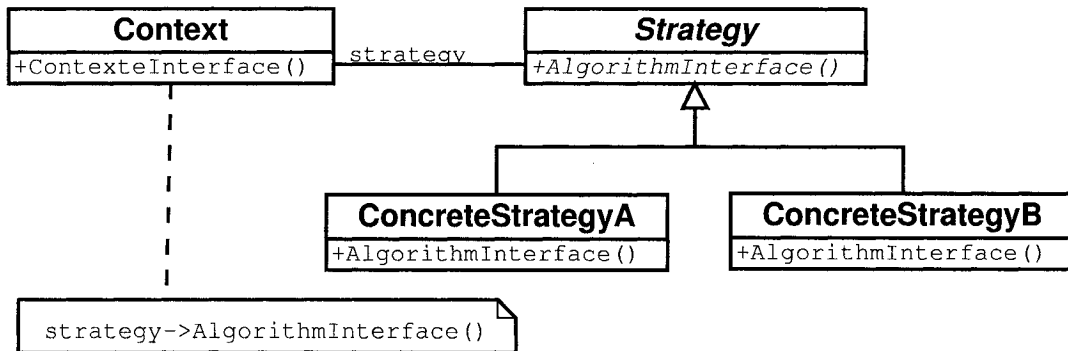 Context
+ContexteInterface()
strategy
Strategy
+AlgorithmInterface()
ConcreteStrategyA
+AlgorithmInterface()
ConcreteStrategyB
+AlgorithmInterface()
strategy->AlgorithmInterface()